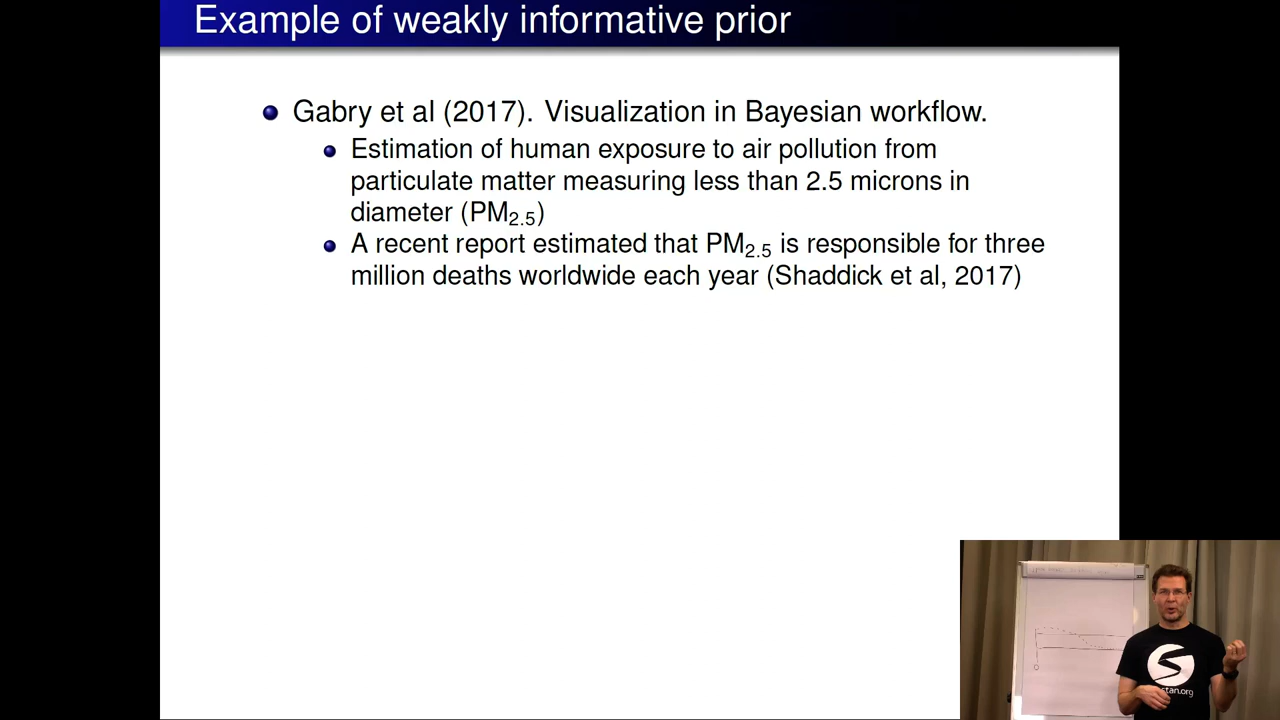 Example of weakly informative prior
Gabry et al (2017). Visualization in Bayesian workflow.
Estimation of human exposure to air pollution from
particulate matter measuring less than 2.5 microns in
diameter (PM2.5)
A recent report estimated that PM2.5 is responsible for three
million deaths worldwide each year (Shaddick et al, 2017)
stan.org